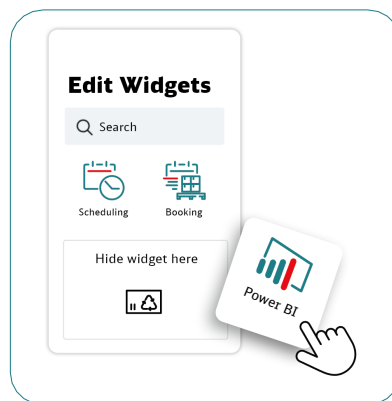 Edit Widgets
Search
Scheduling
Booking
Hide widget here
Power BI